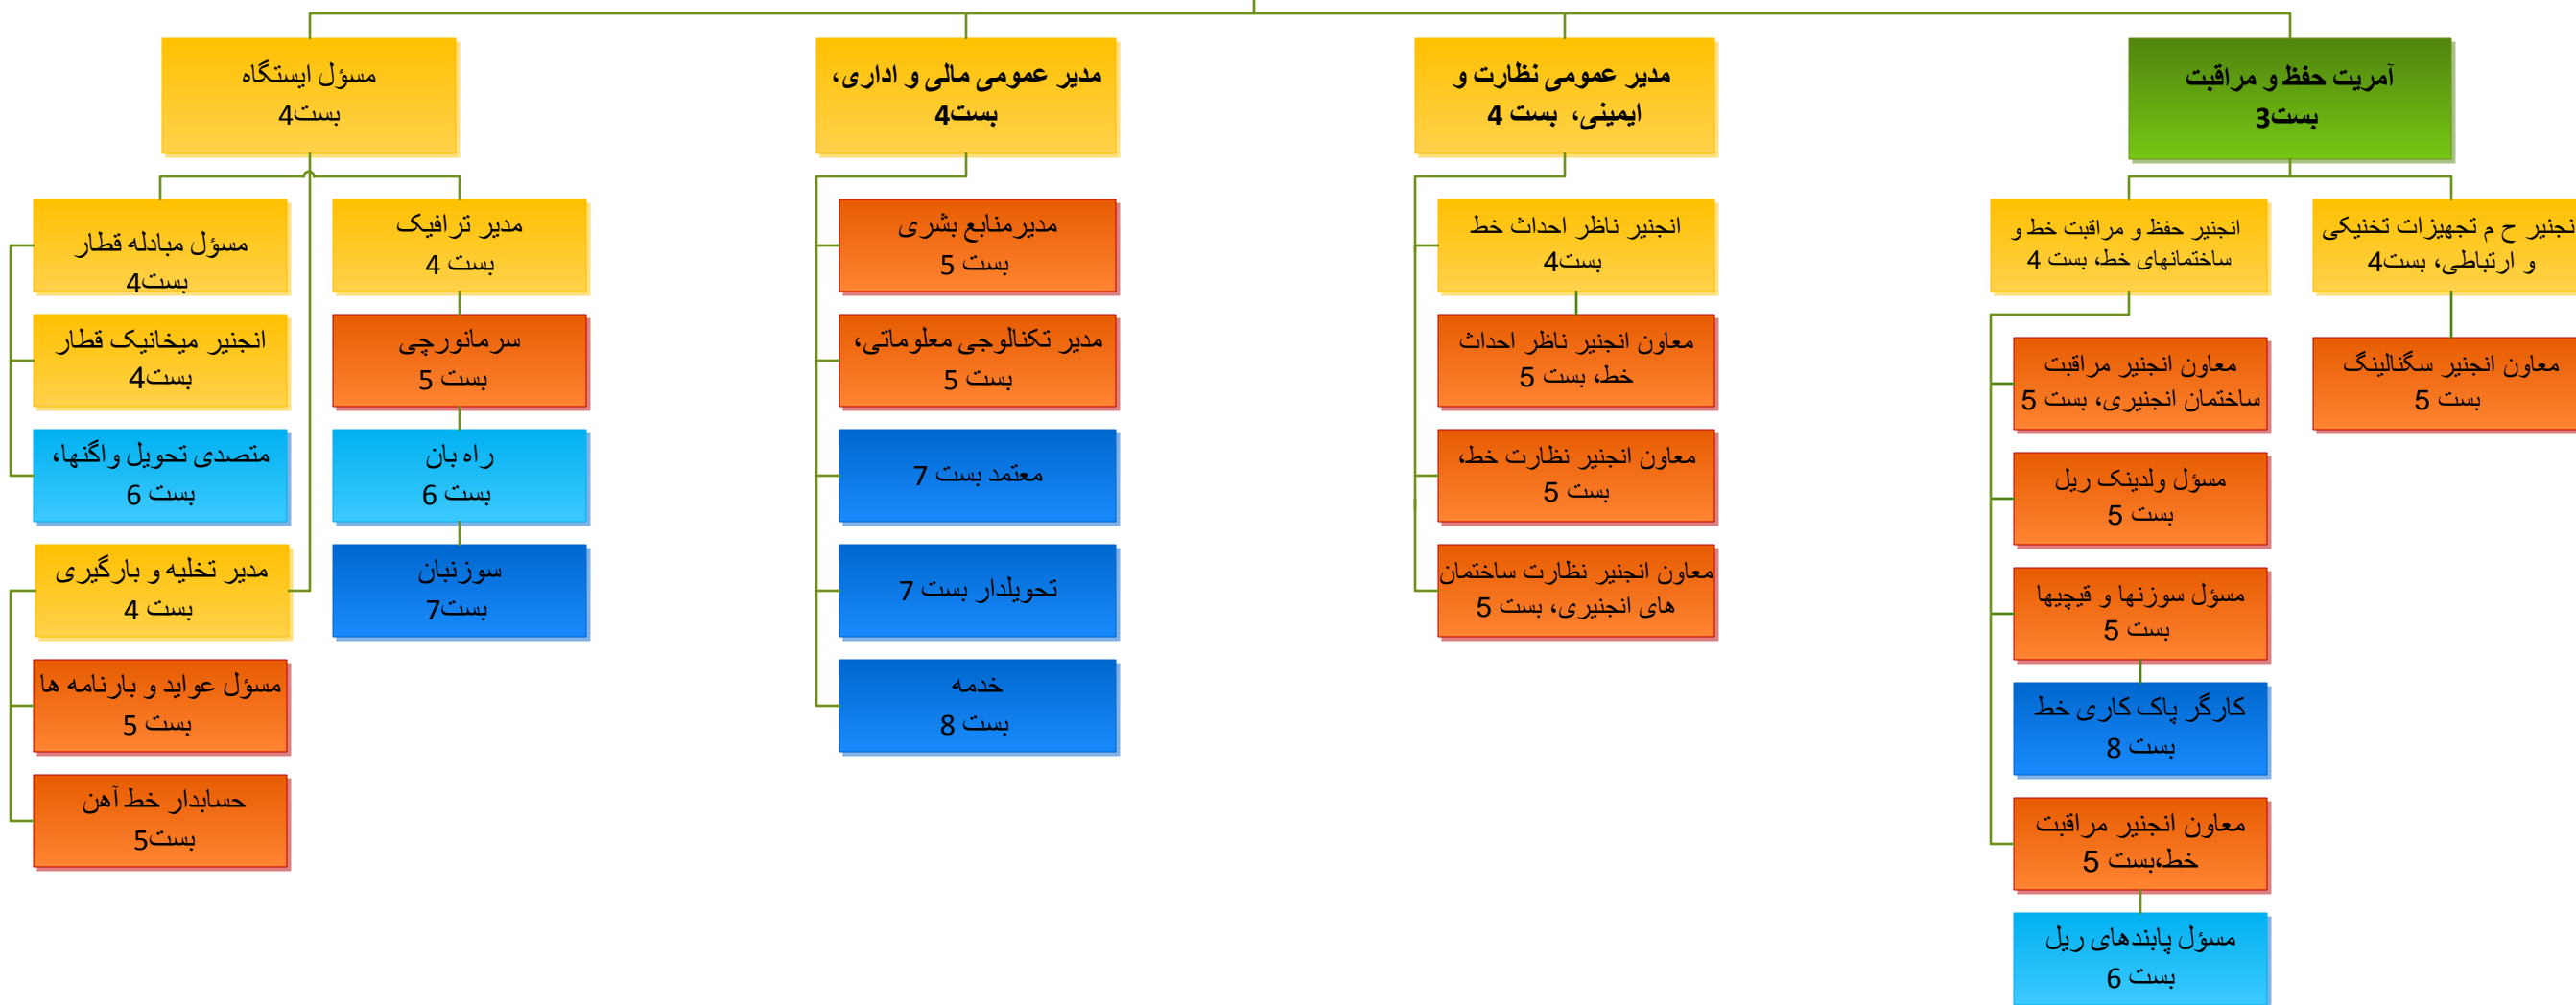 آمریت حفظ و مراقبت
بست3
مدیر عمومی نظارت و
ایمینی، بست 4
مدیر عمومی مالی و اداری،
بست4
مسؤل ایستگاه
بست4
نجنیر ح م تجهیزات تخنیکی
و ارتباطی، بست4
معاون انجنیر سگنالینگ
بست 5
انجنیر حفظ و مراقبت خط و
ساختمانهای خط، بست 4
معاون انجنیر مراقبت
ساختمان انجنیری، بست 5
مسؤل ولدینک ریل
بست 5
مسؤل سوزنها و قیچیها
بست 5
کارگر پاک کاری خط
بست 8
معاون انجنیر مراقبت
خط،بست 5
مسؤل پابندهای ریل
بست 6
انجنیر ناظر احداث خط
بست4
معاون انجنیر ناظر احداث
خط، بست 5
معاون انجنیر نظارت خط،
بست 5
معاون انجنیر نظارت ساختمان
های انجنیری، بست 5
مدیرمنابع بشری
بست 5
مدیر تکنالوجی معلوماتی،
بست 5
معتمد بست 7
تحویلدار بست 7
خدمه
بست 8
مدیر ترافیک
بست 4
سرمانورچی
بست 5
راه بان
بست 6
سوزنبان
بست7
مسؤل مبادله قطار
بست4
انجنیر میخانیک قطار
بست4
متصدی تحویل واگنها،
بست 6
مدیر تخلیه و بارگیری
بست 4
مسؤل عواید و بارنامه ها
بست 5
حسابدار خط آهن
بست5